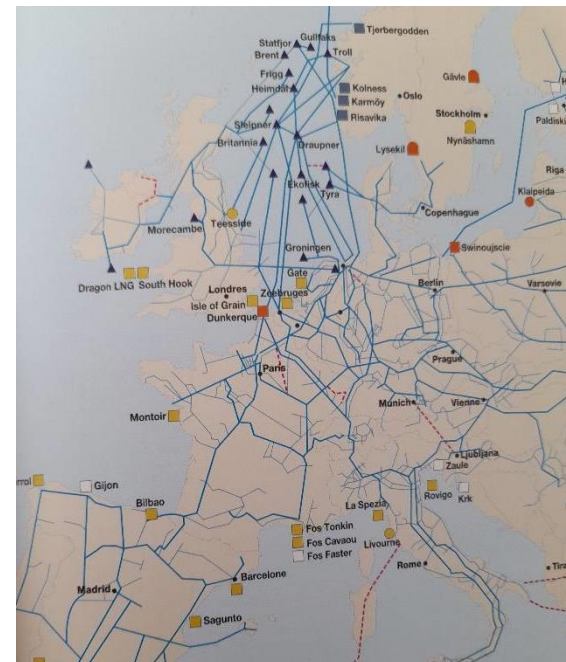 Tjerbergodden
Statfjor
Gullfaks
Brent
Troll
Frigg
Heimdal
Kolness
Karmöy
Risavika
Oslo
Gävle
Stockholm
Nynäshamn
Paldiski
Sleipner
Britannia
Draupner
Lysekil
Riga
Klaipeda
Ekofisk
Tyra
Copenhague
Morecambe
Teesside
Groningen
Swinoujscie
Dragon LNG
South Hook
Gate
Londres
Isle of Grain
Zeebruges
Dunkerque
Berlin
Varsovie
Paris
Prague
Montoir
Münich
Vienne
Ljubljana
Zaule
rrol
Gijon
Bilbao
La Spezia
Rovigo
Krk
Fos Tonkin
Fos Cavaou
Fos Faster
Livourne
Barcelone
Rome
Tira
Madrid
Sagunto